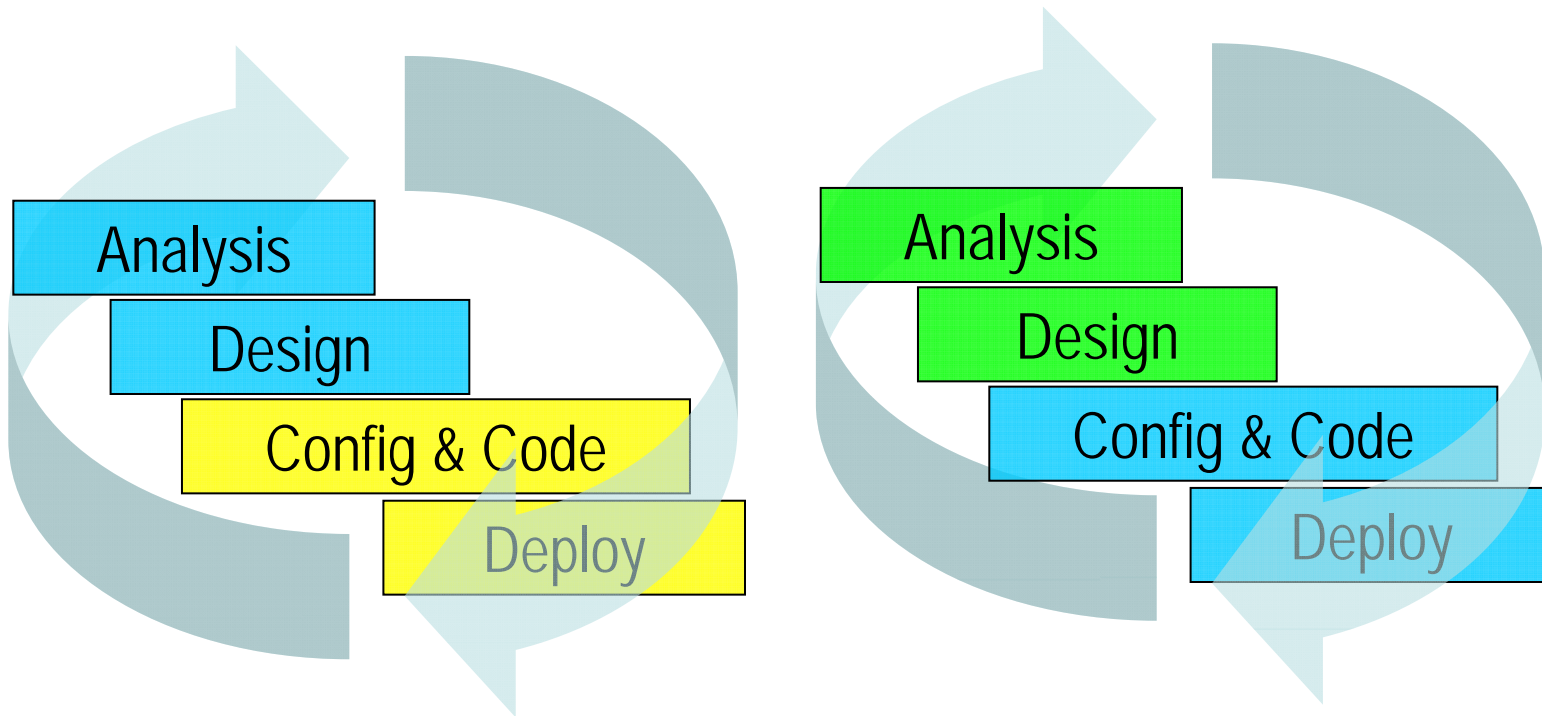 Analysis
Design
Config & Code
Deploy
Analysis
Design
Config & Code
Deploy